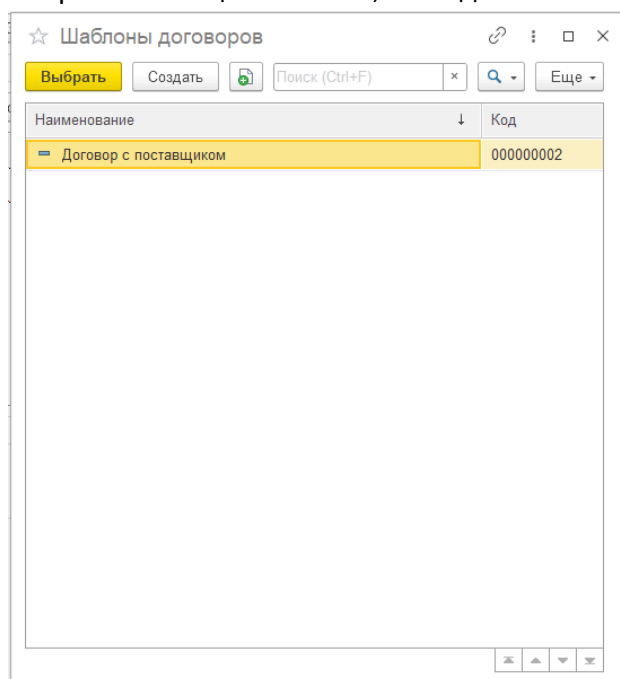 Шаблоны договоров
Выбрать Создать Поиск (Ctrl+F) × Еще
Наименование ↓ Код
Договор с поставщиком 000000002